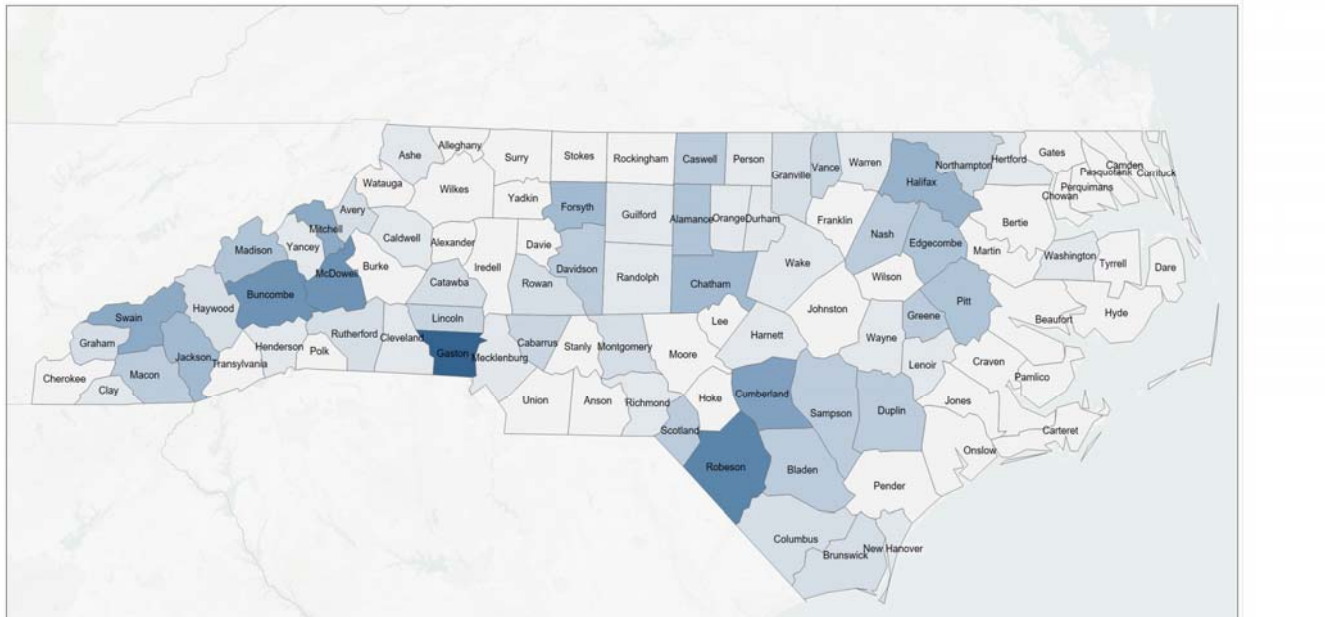 Alleghany
Ashe
Surry
Stokes
Rockingham
Caswell
Person
Granville
Vance
Warren
Halifax
Northampton
Hertford
Gates
Camden
Pasquotank
Currituck
Perquimans
Chowan
Watauga
Wilkes
Yadkin
Forsyth
Guilford
Alamance
Orange
Durham
Franklin
Nash
Edgecombe
Bertie
Martin
Washington
Tyrrell
Dare
Avery
Mitchell
Yancey
Madison
Caldwell
Alexander
Davie
Iredell
Davidson
Randolph
Chatham
Wake
Wilson
Pitt
Beaufort
Hyde
McDowell
Burke
Catawba
Rowan
Buncombe
Haywood
Swain
Graham
Johnston
Greene
Lincoln
Lee
Harnett
Wayne
Lenoir
Craven
Pamlico
Rutherford
Cleveland
Gaston
Mecklenburg
Cabarrus
Stanly
Montgomery
Moore
Henderson
Polk
Transylvania
Jackson
Macon
Cherokee
Clay
Union
Anson
Richmond
Scotland
Hoke
Cumberland
Sampson
Duplin
Jones
Carteret
Onslow
Robeson
Bladen
Pender
Columbus
Brunswick
New Hanover